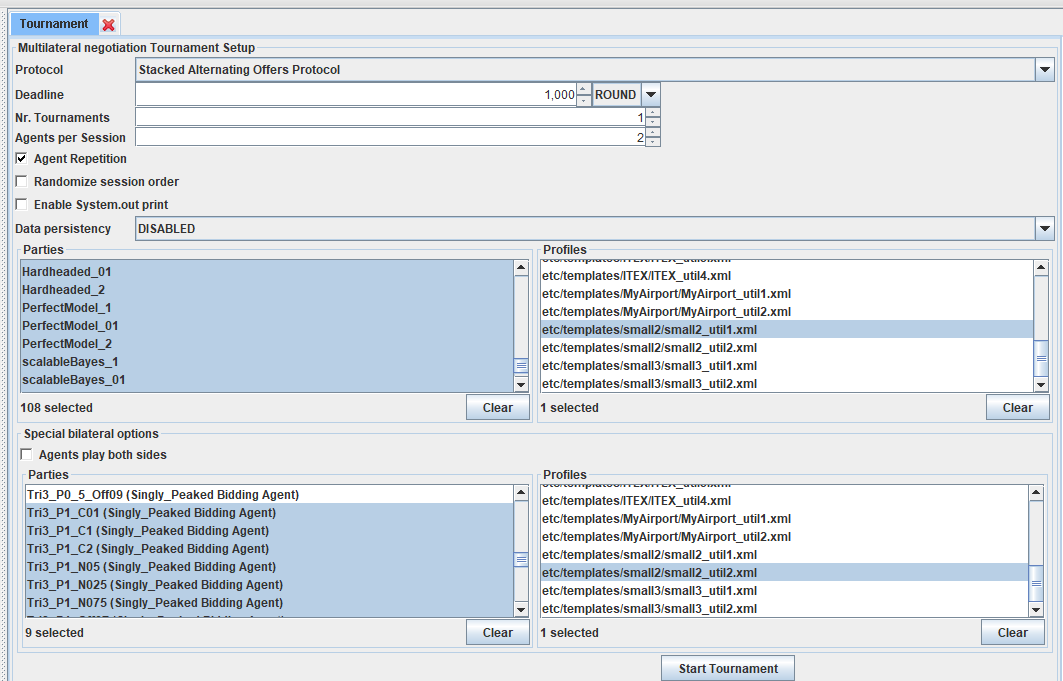 Tournament
Multilateral negotiation Tournament Setup
Protocol Stacked Alternating Offers Protocol
Deadline 1,000 ROUND
Nr. Tournaments 1
Agents per Session 2
Agent Repetition
Randomize session order
Enable System.out print
Data persistency DISABLED
Parties
Hardheaded_01
Hardheaded_2
PerfectModel_1
PerfectModel_01
PerfectModel_2
scalableBayes_1
scalableBayes_01
108 selected Clear
Profiles
etc/templates/ITEX/ITEX_util4.xml
etc/templates/MyAirport/MyAirport_util1.xml
etc/templates/MyAirport/MyAirport_util2.xml
etc/templates/small2/small2_util1.xml
etc/templates/small2/small2_util2.xml
etc/templates/small3/small3_util1.xml
etc/templates/small3/small3_util2.xml
1 selected Clear
Special bilateral options
Agents play both sides
Parties
Tri3_P0_5_Off09 (Singly_Peaked Bidding Agent)
Tri3_P1_C01 (Singly_Peaked Bidding Agent)
Tri3_P1_C1 (Singly_Peaked Bidding Agent)
Tri3_P1_C2 (Singly_Peaked Bidding Agent)
Tri3_P1_N05 (Singly_Peaked Bidding Agent)
Tri3_P1_N025 (Singly_Peaked Bidding Agent)
Tri3_P1_N075 (Singly_Peaked Bidding Agent)
9 selected Clear
Profiles
etc/templates/ITEX/ITEX_util4.xml
etc/templates/MyAirport/MyAirport_util1.xml
etc/templates/MyAirport/MyAirport_util2.xml
etc/templates/small2/small2_util1.xml
etc/templates/small2/small2_util2.xml
etc/templates/small3/small3_util1.xml
etc/templates/small3/small3_util2.xml
1 selected Clear
Start Tournament